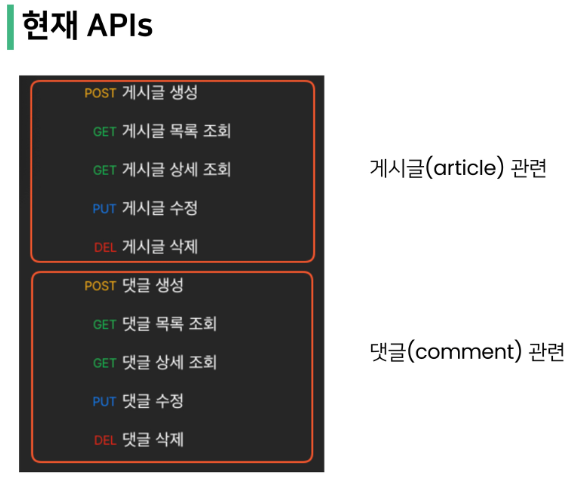 현재 APIs
POST 게시글 생성
GET 게시글 목록 조회
GET 게시글 상세 조회
PUT 게시글 수정
DEL 게시글 삭제
게시글(article) 관련
POST 댓글 생성
GET 댓글 목록 조회
GET 댓글 상세 조회
PUT 댓글 수정
DEL 댓글 삭제
댓글(comment) 관련